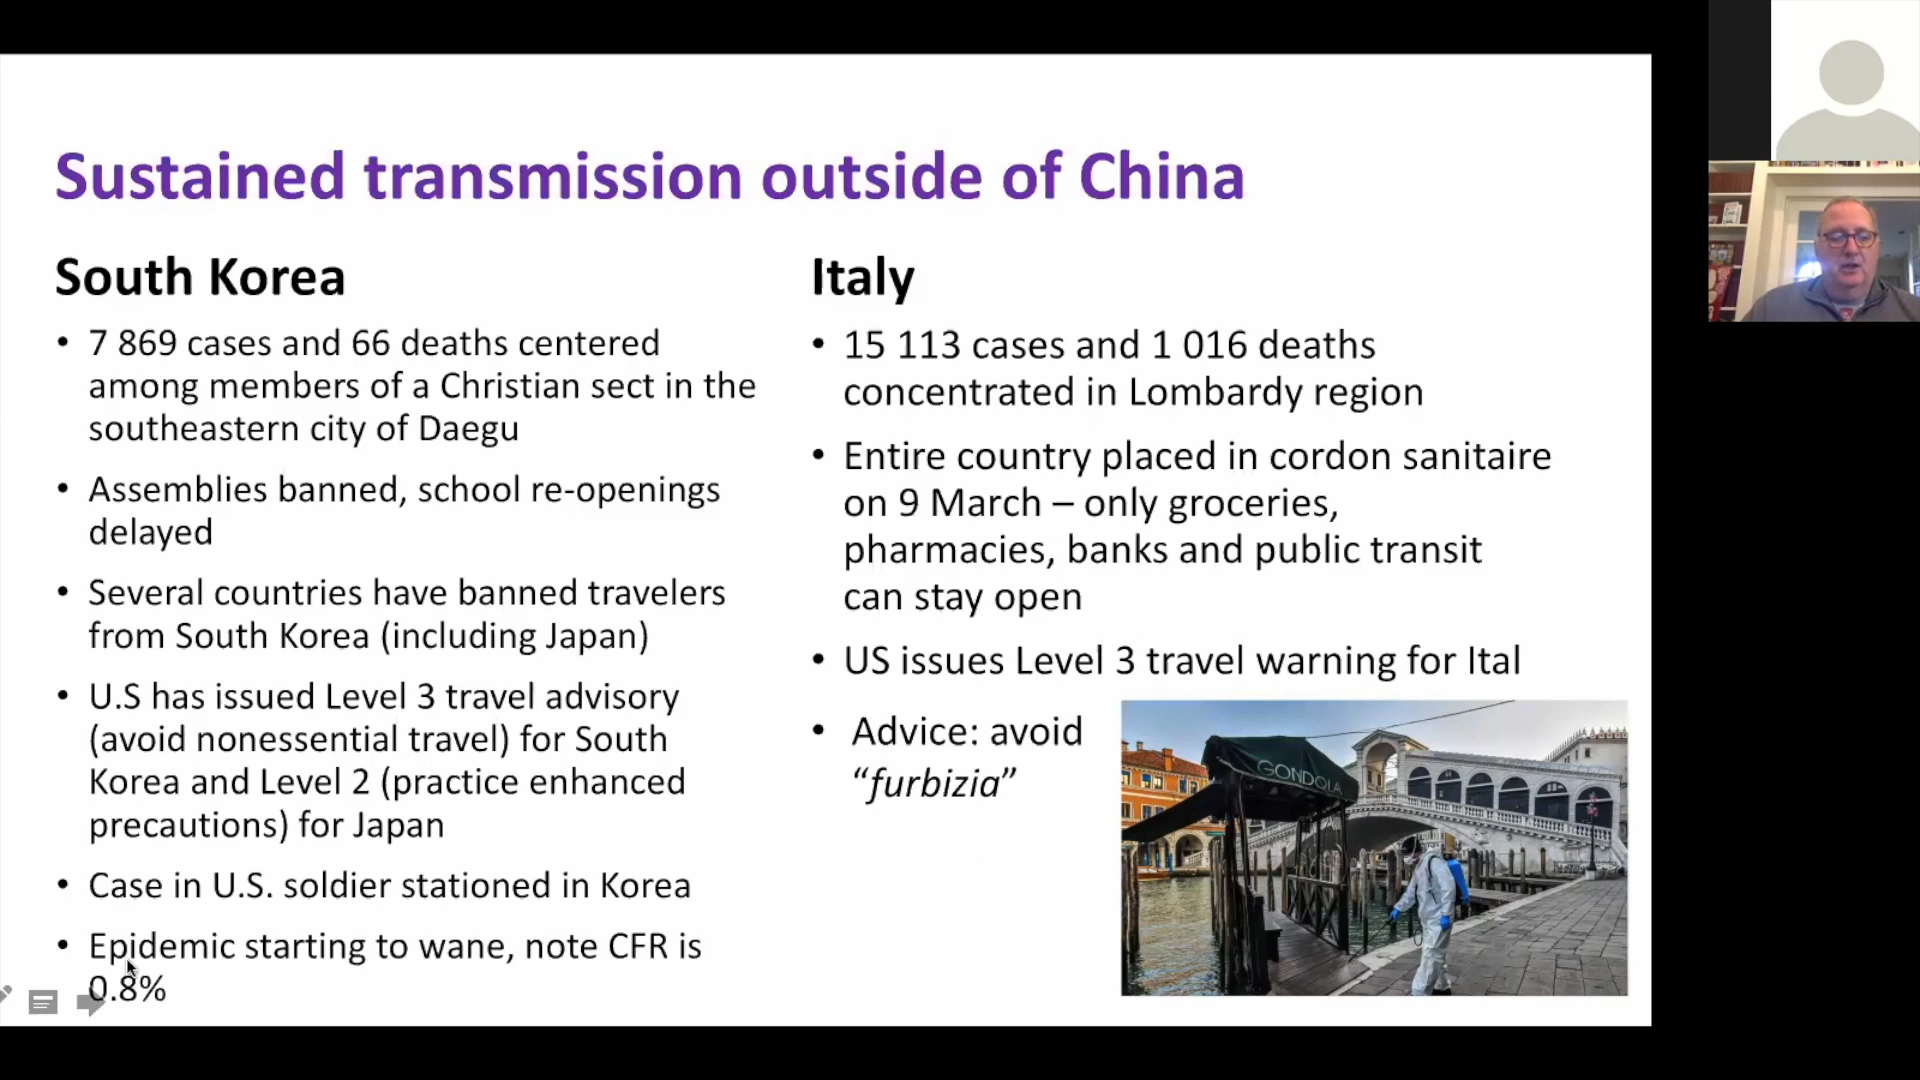 Sustained transmission outside of China
South Korea
• 7 869 cases and 66 deaths centered
among members of a Christian sect in the
southeastern city of Daegu
• Assemblies banned, school re-openings
delayed
• Several countries have banned travelers
from South Korea (including Japan)
• U.S has issued Level 3 travel advisory
(avoid nonessential travel) for South
Korea and Level 2 (practice enhanced
precautions) for Japan
• Case in U.S. soldier stationed in Korea
• Epidemic starting to wane, note CFR is
0.8%
Italy
• 15 113 cases and 1 016 deaths
concentrated in Lombardy region
• Entire country placed in cordon sanitaire
on 9 March – only groceries,
pharmacies, banks and public transit
can stay open
• US issues Level 3 travel warning for Ital
• Advice: avoid
“furbizia”
GONDOLA